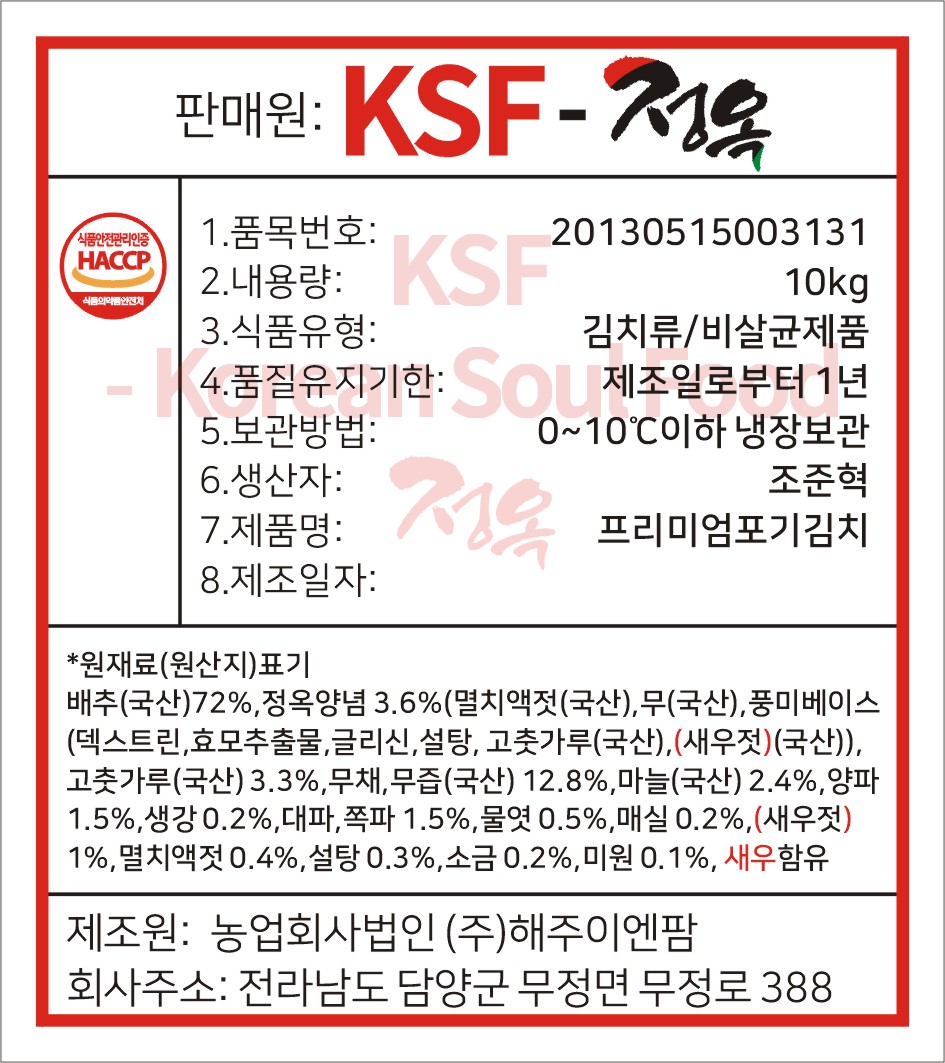 판매원: KSF - 정옥
식품안전관리인증
HACCP
식품의약품안전처
1.품목번호: 20130515003131
2.내용량: 10kg
3.식품유형: 김치류/비살균제품
4.품질유지기한: 제조일로부터 1년
5.보관방법: 0~10℃이하 냉장보관
6.생산자: 조준혁
7.제품명: 프리미엄포기김치
8.제조일자:
KSF
- Korean Soul Food
정옥
*원재료(원산지)표기
배추(국산)72%,정옥양념 3.6%(멸치액젓(국산),무(국산),풍미베이스
(덱스트린,효모추출물,글리신,설탕, 고춧가루(국산),(새우젓)(국산)),
고춧가루(국산) 3.3%,무채,무즙(국산) 12.8%,마늘(국산) 2.4%,양파
1.5%,생강 0.2%,대파,쪽파 1.5%,물엿 0.5%,매실 0.2%,(새우젓)
1%,멸치액젓 0.4%,설탕 0.3%,소금 0.2%,미원 0.1%, 새우함유
제조원: 농업회사법인 (주)해주이엔팜
회사주소: 전라남도 담양군 무정면 무정로 388